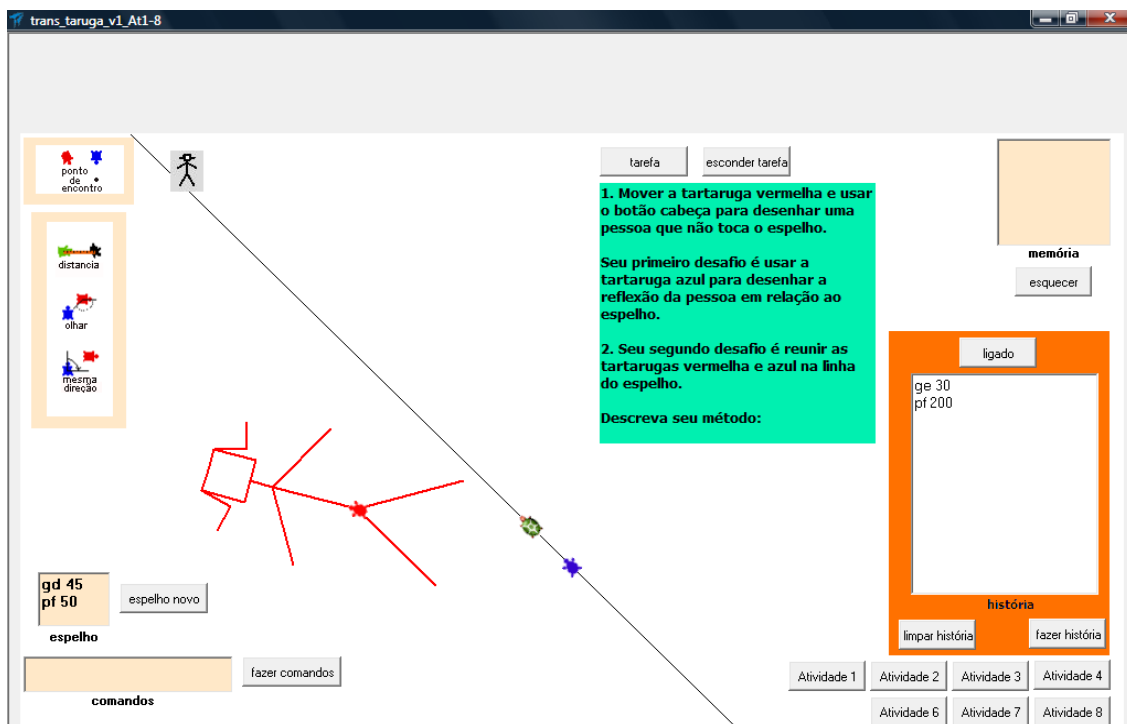 trans_taruga_v1_At1-8
ponto
de
encontro
distancia
olhar
mesma
direção
tarefa
esconder tarefa
1. Mover a tartaruga vermelha e usar
o botão cabeça para desenhar uma
pessoa que não toca o espelho.
Seu primeiro desafio é usar a
tartaruga azul para desenhar a
reflexão da pessoa em relação ao
espelho.
2. Seu segundo desafio é reunir as
tartarugas vermelha e azul na linha
do espelho.
Descreva seu método:
memória
esquecer
ligado
ge 30
pf 200
história
limpar história
fazer história
gd 45
pf 50
espelho novo
espelho
fazer comandos
comandos
Atividade 1
Atividade 2
Atividade 3
Atividade 4
Atividade 6
Atividade 7
Atividade 8